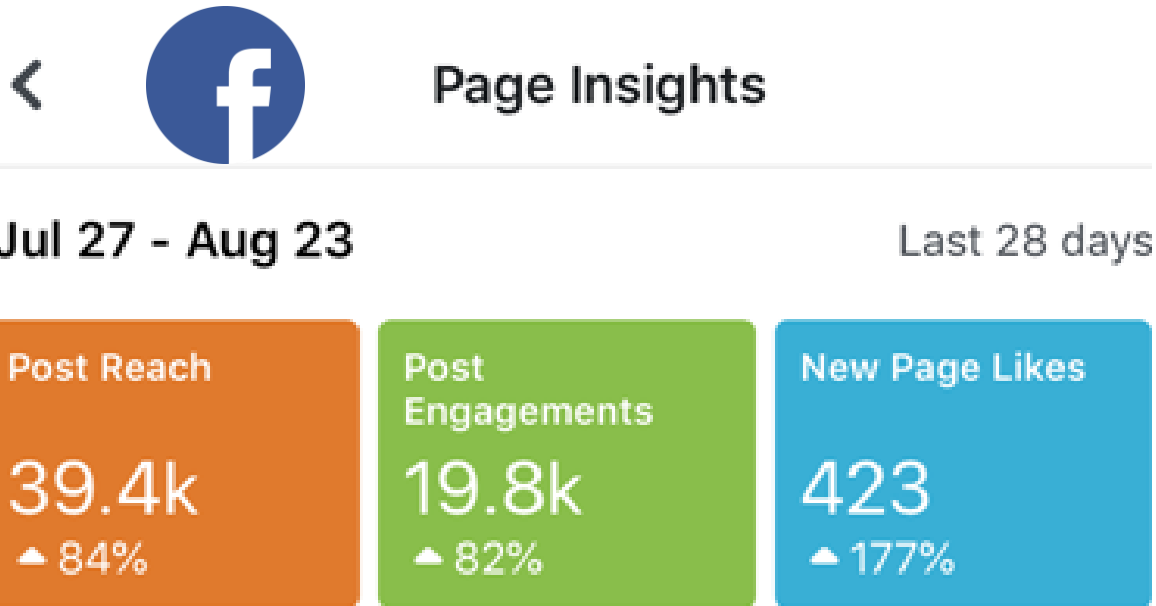 Page Insights
Jul 27 - Aug 23
Last 28 days
Post Reach
39.4k
84%
Post
Engagements
19.8k
82%
New Page Likes
423
177%